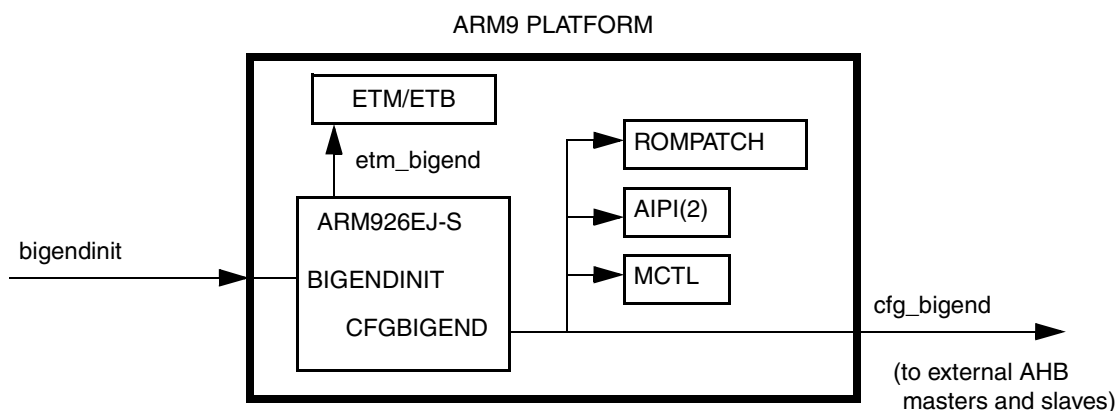 ARM9 PLATFORM
ETM/ETB
etm_bigend
ROMPATCH
AIPI(2)
MCTL
ARM926EJ-S
BIGENDINIT
CFGBIGEND
bigendinit
cfg_bigend
(to external AHB
masters and slaves)